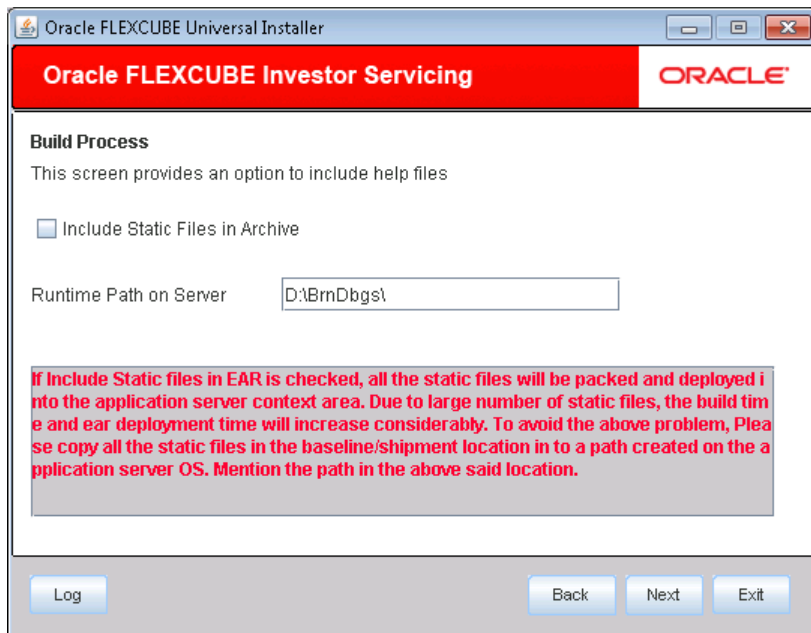 Oracle FLEXCUBE Universal Installer
Oracle FLEXCUBE Investor Servicing
ORACLE
Build Process
This screen provides an option to include help files
Include Static Files in Archive
Runtime Path on Server
D:\BrnDbgs\
If Include Static files in EAR is checked, all the static files will be packed and deployed i
nto the application server context area. Due to large number of static files, the build tim
e and ear deployment time will increase considerably. To avoid the above problem, Plea
se copy all the static files in the baseline/shipment location in to a path created on the a
pplication server OS. Mention the path in the above said location.
Log
Back
Next
Exit